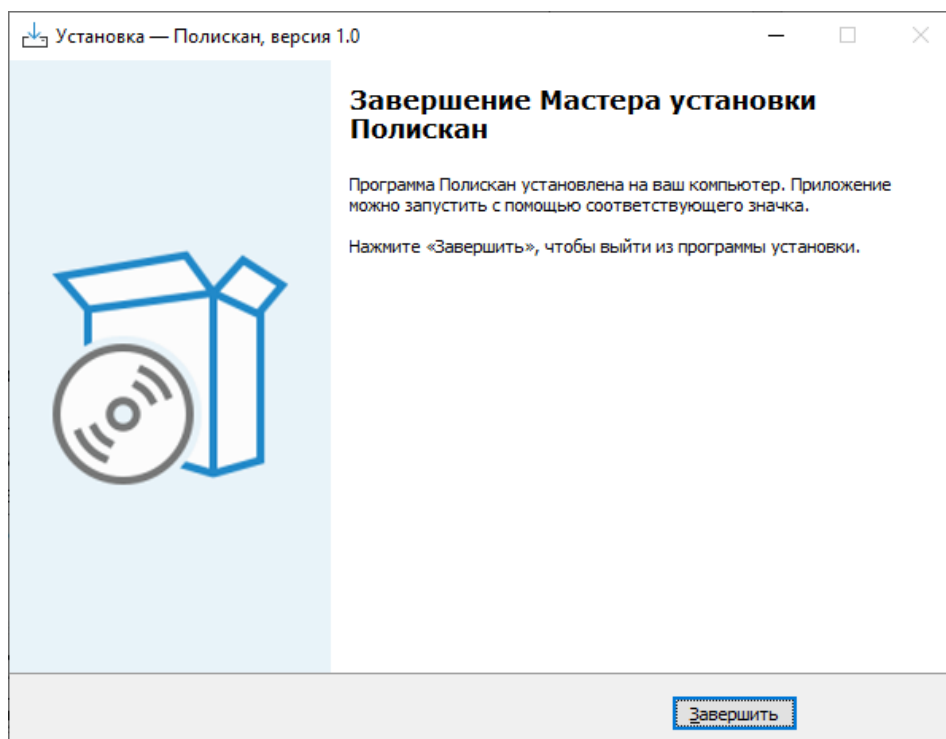 Установка — Полискан, версия 1.0
Завершение Мастера установки
Полискан
Программа Полискан установлена на ваш компьютер. Приложение
можно запустить с помощью соответствующего значка.
Нажмите «Завершить», чтобы выйти из программы установки.
Завершить